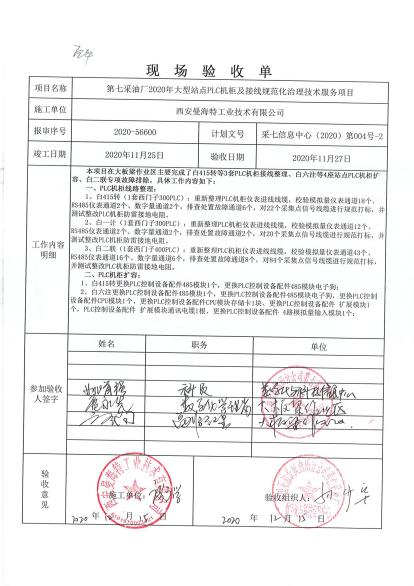 现场验收单
项目名称 第七采油厂2020年大型站点PLC机柜及接线规范化治理技术服务项目
施工单位 西安曼海特工业技术有限公司
报审序号 2020-56600 计划文号 采七信息中心（2020）第004号-2
竣工日期 2020年11月25日 验收日期 2020年11月27日
工作内容明细
本项目在大板梁作业区主要完成了白415转等3套PLC机柜接线整理、白六注等4座站点PLC机柜扩
容、白二联专项故障排除，具体工作内容如下：
一、PLC机柜线路整理：
1、白415转（1套西门子300PLC）：重新整理PLC机柜仪表进线线缆，校验模拟量仪表通道18个，
RS485仪表通道2个、数字量通道2个，排查处置故障通道6个，对22个采集点信号线缆进行规范打标，并
测试整改PLC机柜防雷接地电阻。
2、白一计（1套西门子300PLC）：重新整理PLC机柜仪表进线线缆，校验模拟量仪表通道12个，
RS485仪表通道2个、数字量通道6个，排查处置故障通道2个，对20个采集点信号线缆进行规范打标，
并测试整改PLC机柜防雷接地电阻。
3、白二联（1套西门子400PLC）：重新整理PLC机柜仪表进线线缆，校验模拟量仪表通道43个，
RS485仪表通道16个、数字量通道6个，排查处置故障通道8个，对84个采集点信号线缆进行规范打标，
并测试整改PLC机柜防雷接地电阻。
二、PLC机柜扩容：
1、白415转更换PLC控制设备配件485模块1个，更换PLC控制设备配件485模块电子狗；
2、白六注更换PLC控制设备配件485模块1个，更换PLC控制设备配件485模块电子狗，更换PLC控制
设备配件CPU模块1个、更换PLC控制设备配件CPU模块存储卡1块、更换PLC控制设备配件 扩展模块1
个，更换PLC控制设备配件 扩展模块通讯电缆1根，更换PLC控制设备配件 4路模拟量输入模块1个；
参加验收人签字
姓名 职务 单位
科员
验收意见
施工单位：
验收组织人：
2020 年 12 月 15 日
2020 年 12 月 15 日